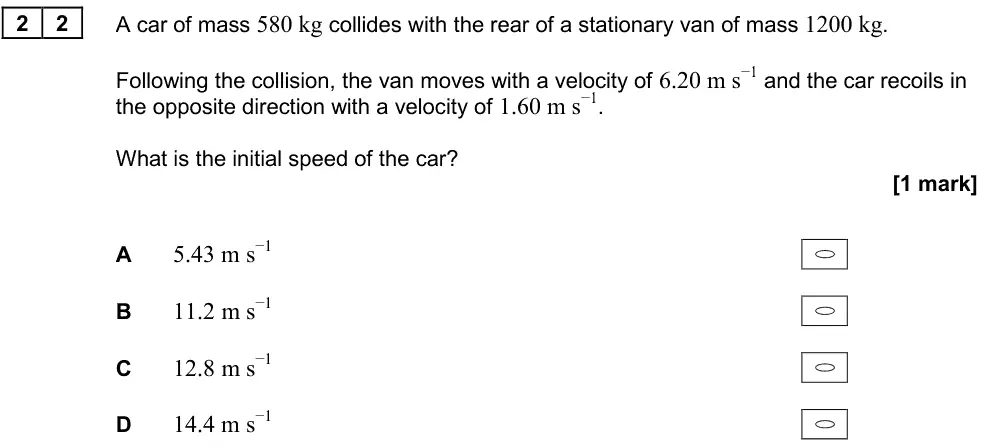 2 2 A car of mass 580 kg collides with the rear of a stationary van of mass 1200 kg.
Following the collision, the van moves with a velocity of 6.20 m s⁻¹ and the car recoils in
the opposite direction with a velocity of 1.60 m s⁻¹.
What is the initial speed of the car?
[1 mark]
A 5.43 m s⁻¹
B 11.2 m s⁻¹
C 12.8 m s⁻¹
D 14.4 m s⁻¹